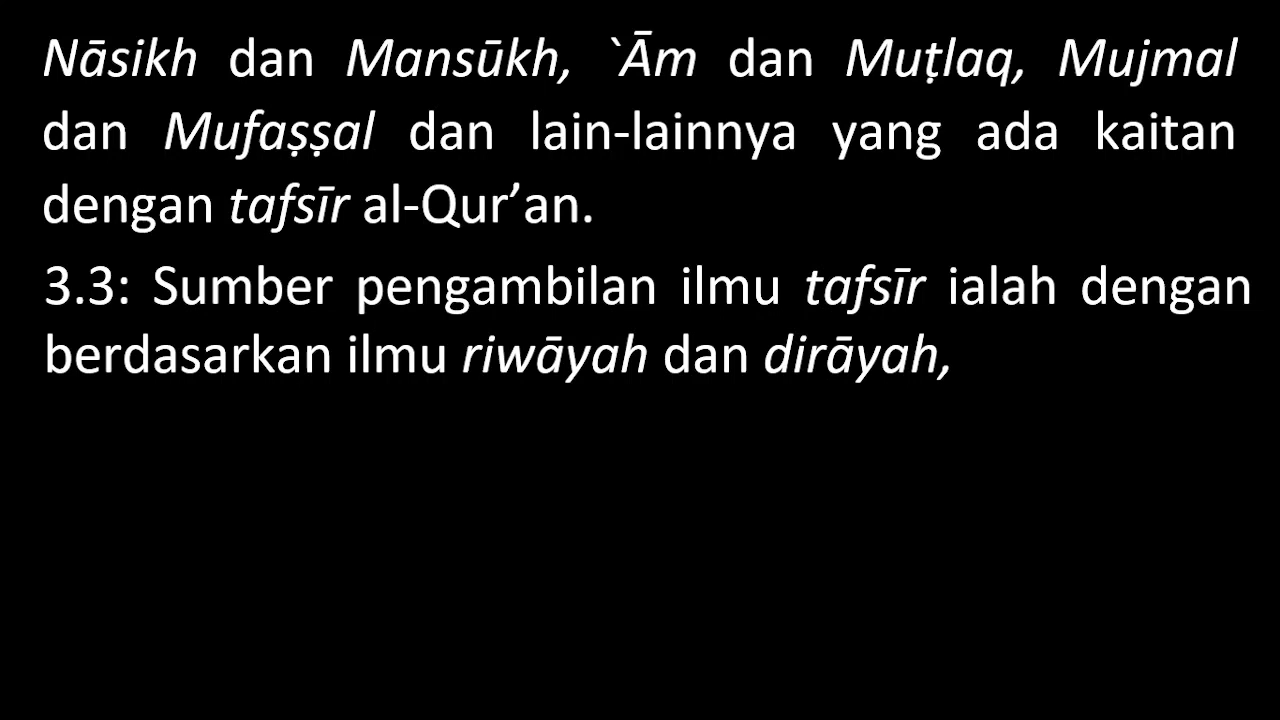 Nāsikh dan Mansūkh, `Ām dan Muṭlaq, Mujmal
dan Mufaṣṣal dan lain-lainnya yang ada kaitan
dengan tafsīr al-Qur’an.
3.3: Sumber pengambilan ilmu tafsīr ialah dengan
berdasarkan ilmu riwāyah dan dirāyah,